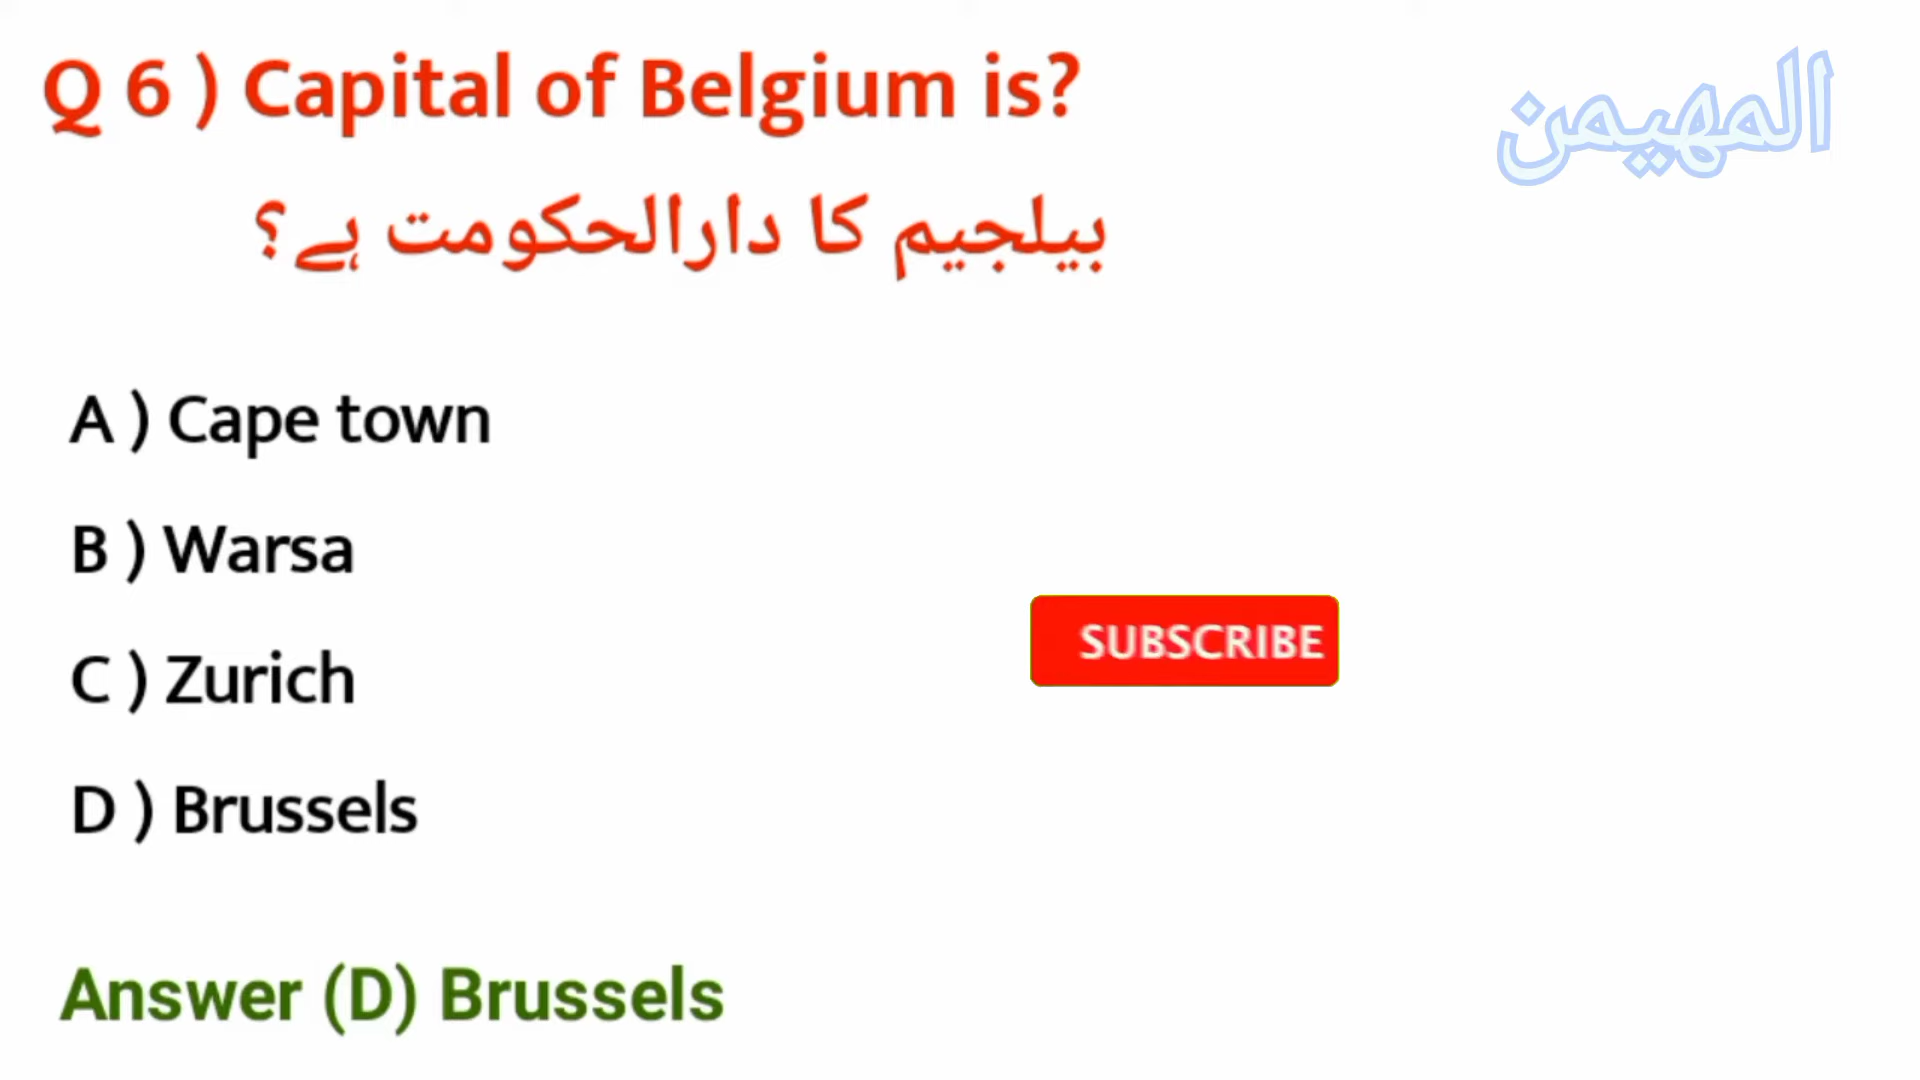 Q 6 ) Capital of Belgium is?
المهيمن
بیلجیم کا دارالحکومت ہے؟
A ) Cape town
B ) Warsa
C ) Zurich
SUBSCRIBE
D ) Brussels
Answer (D) Brussels